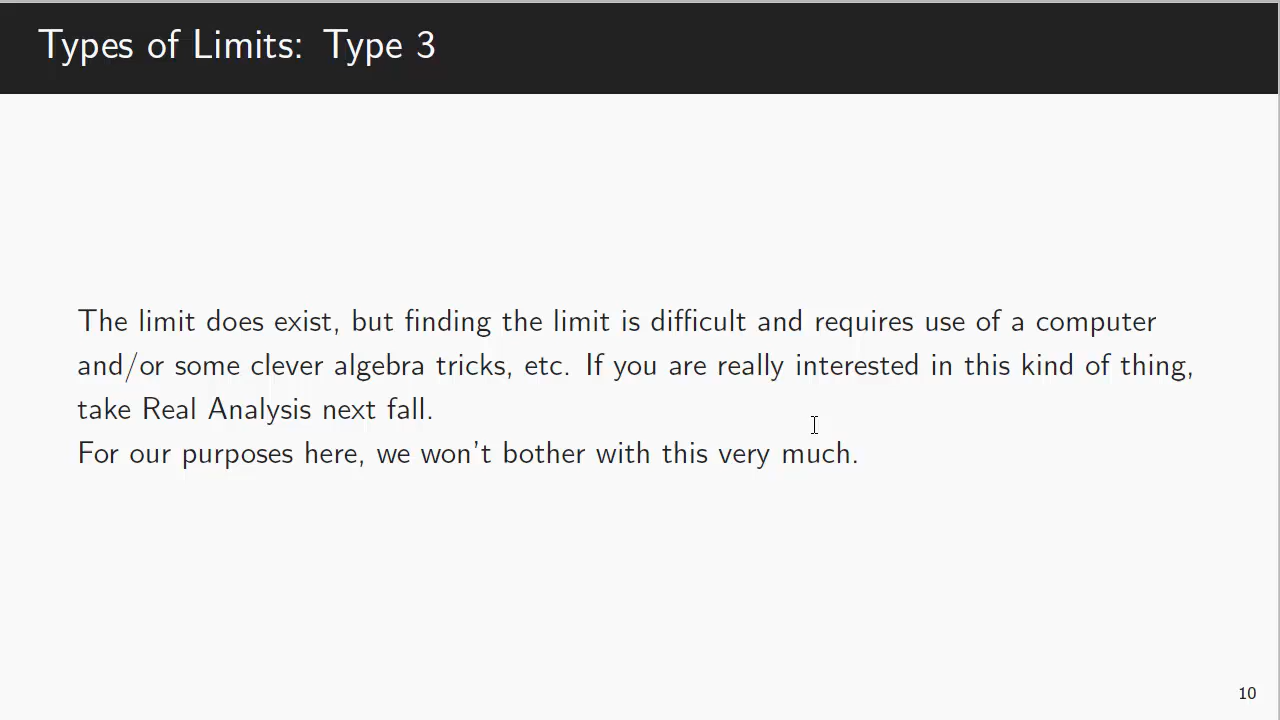 Types of Limits: Type 3
The limit does exist, but finding the limit is difficult and requires use of a computer
and/or some clever algebra tricks, etc. If you are really interested in this kind of thing,
take Real Analysis next fall.
For our purposes here, we won't bother with this very much.
10